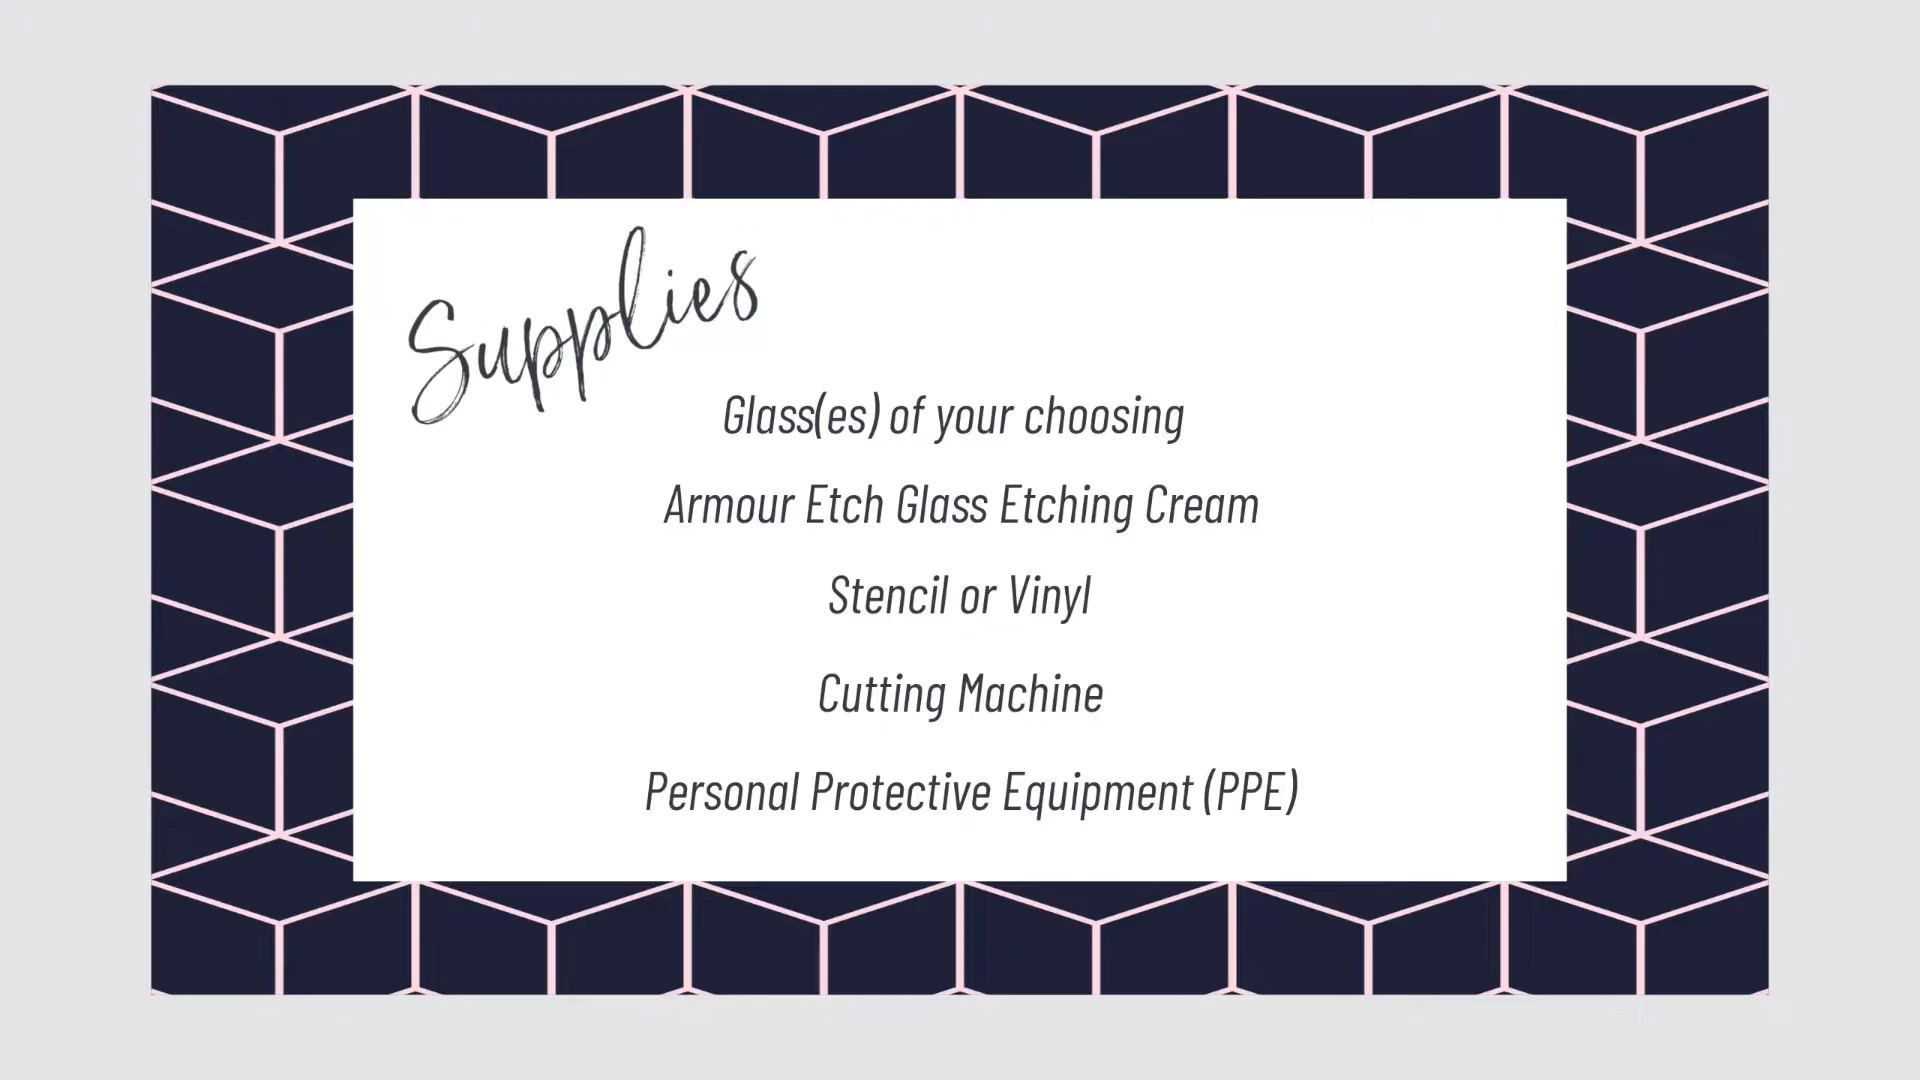 Supplies
Glass(es) of your choosing
Armour Etch Glass Etching Cream
Stencil or Vinyl
Cutting Machine
Personal Protective Equipment (PPE)